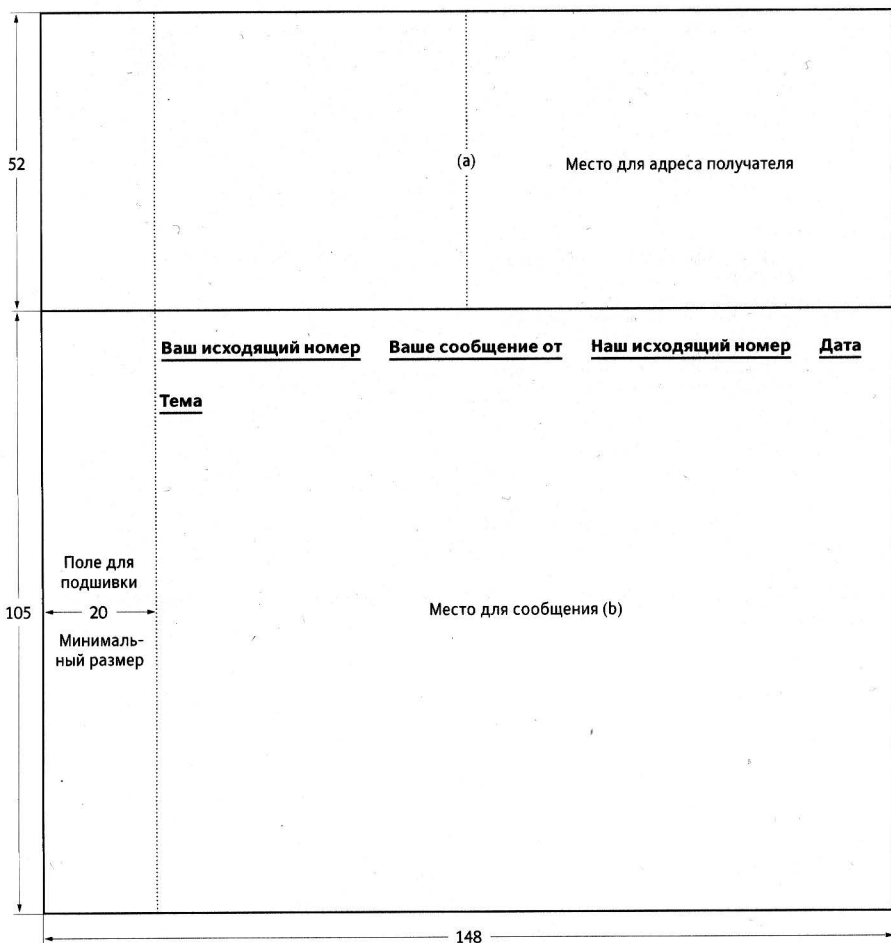 52
(a)
Место для адреса получателя
Ваш исходящий номер Ваше сообщение от Наш исходящий номер Дата
Тема
Поле для
подшивки
105
20
Место для сообщения (b)
Минималь-
ный размер
148